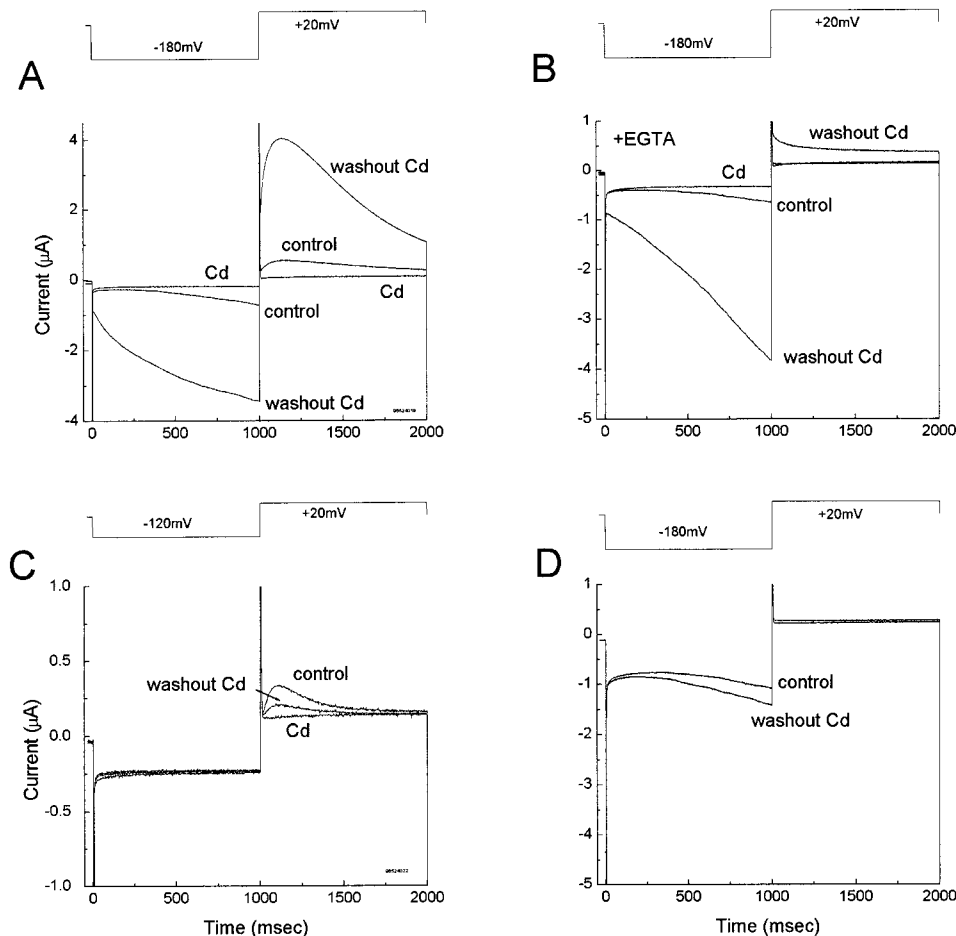 +20mV
-180mV
A
4
2
0
-2
-4
Current (μA)
washout Cd
control
Cd
Cd
control
washout Cd
0
500
1000
1500
2000
+20mV
-180mV
B
1
0
-1
-2
-3
-4
-5
+EGTA
washout Cd
Cd
control
washout Cd
0
500
1000
1500
2000
+20mV
-120mV
C
1.0
0.5
0.0
-0.5
-1.0
Current (μA)
control
washout Cd
Cd
0
500
1000
1500
2000
Time (msec)
+20mV
-180mV
D
1
0
-1
-2
-3
-4
-5
control
washout Cd
0
500
1000
1500
2000
Time (msec)